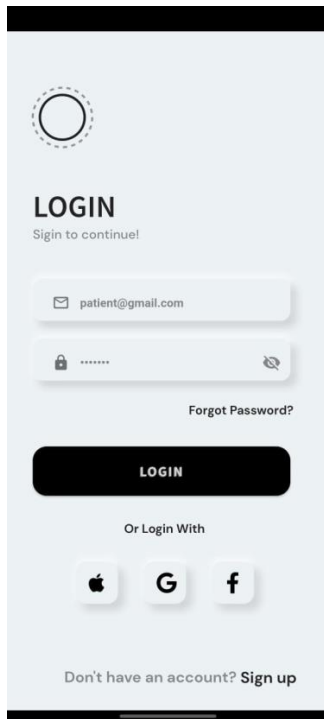 LOGIN
Sigin to continue!
patient@gmail.com
•••••••
Forgot Password?
LOGIN
Or Login With
Don't have an account? Sign up